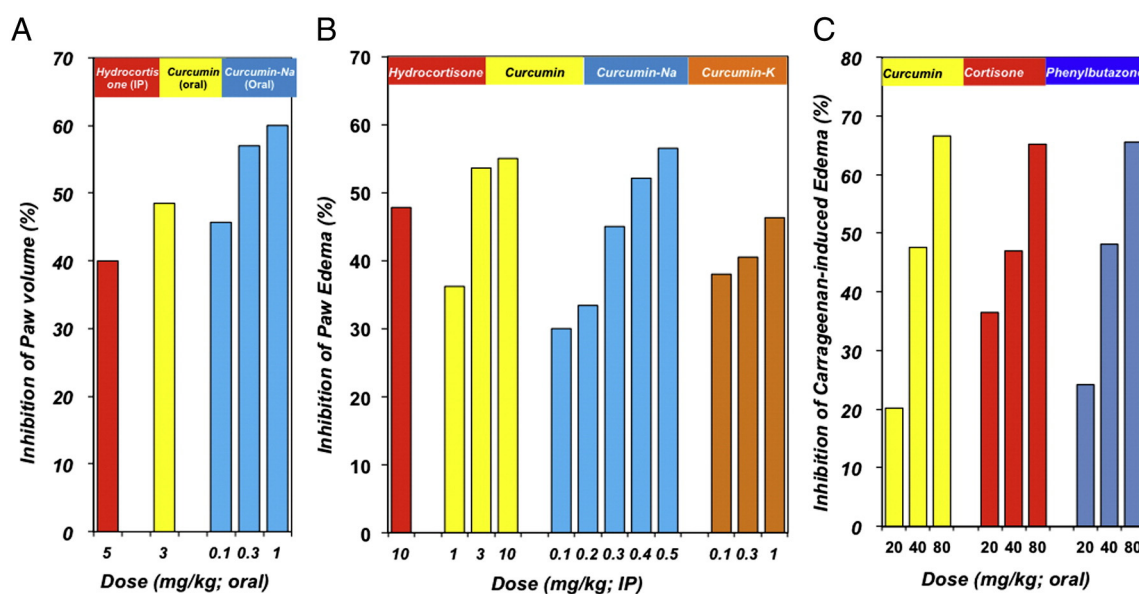 A
Inhibition of Paw volume (%)
70
60
50
40
30
20
10
0
Hydrocortis
one (IP)
Curcumin
(oral)
Curcumin-Na
(Oral)
5 3 0.1 0.3 1
Dose (mg/kg; oral)
B
Inhibition of Paw Edema (%)
70
60
50
40
30
20
10
0
Hydrocortisone Curcumin Curcumin-Na Curcumin-K
10 1 3 10 0.1 0.2 0.3 0.4 0.5 0.1 0.3 1
Dose (mg/kg; IP)
C
Inhibition of Carrageenan-induced Edema (%)
80
70
60
50
40
30
20
10
0
Curcumin Cortisone Phenylbutazone
20 40 80 20 40 80 20 40 80
Dose (mg/kg; oral)